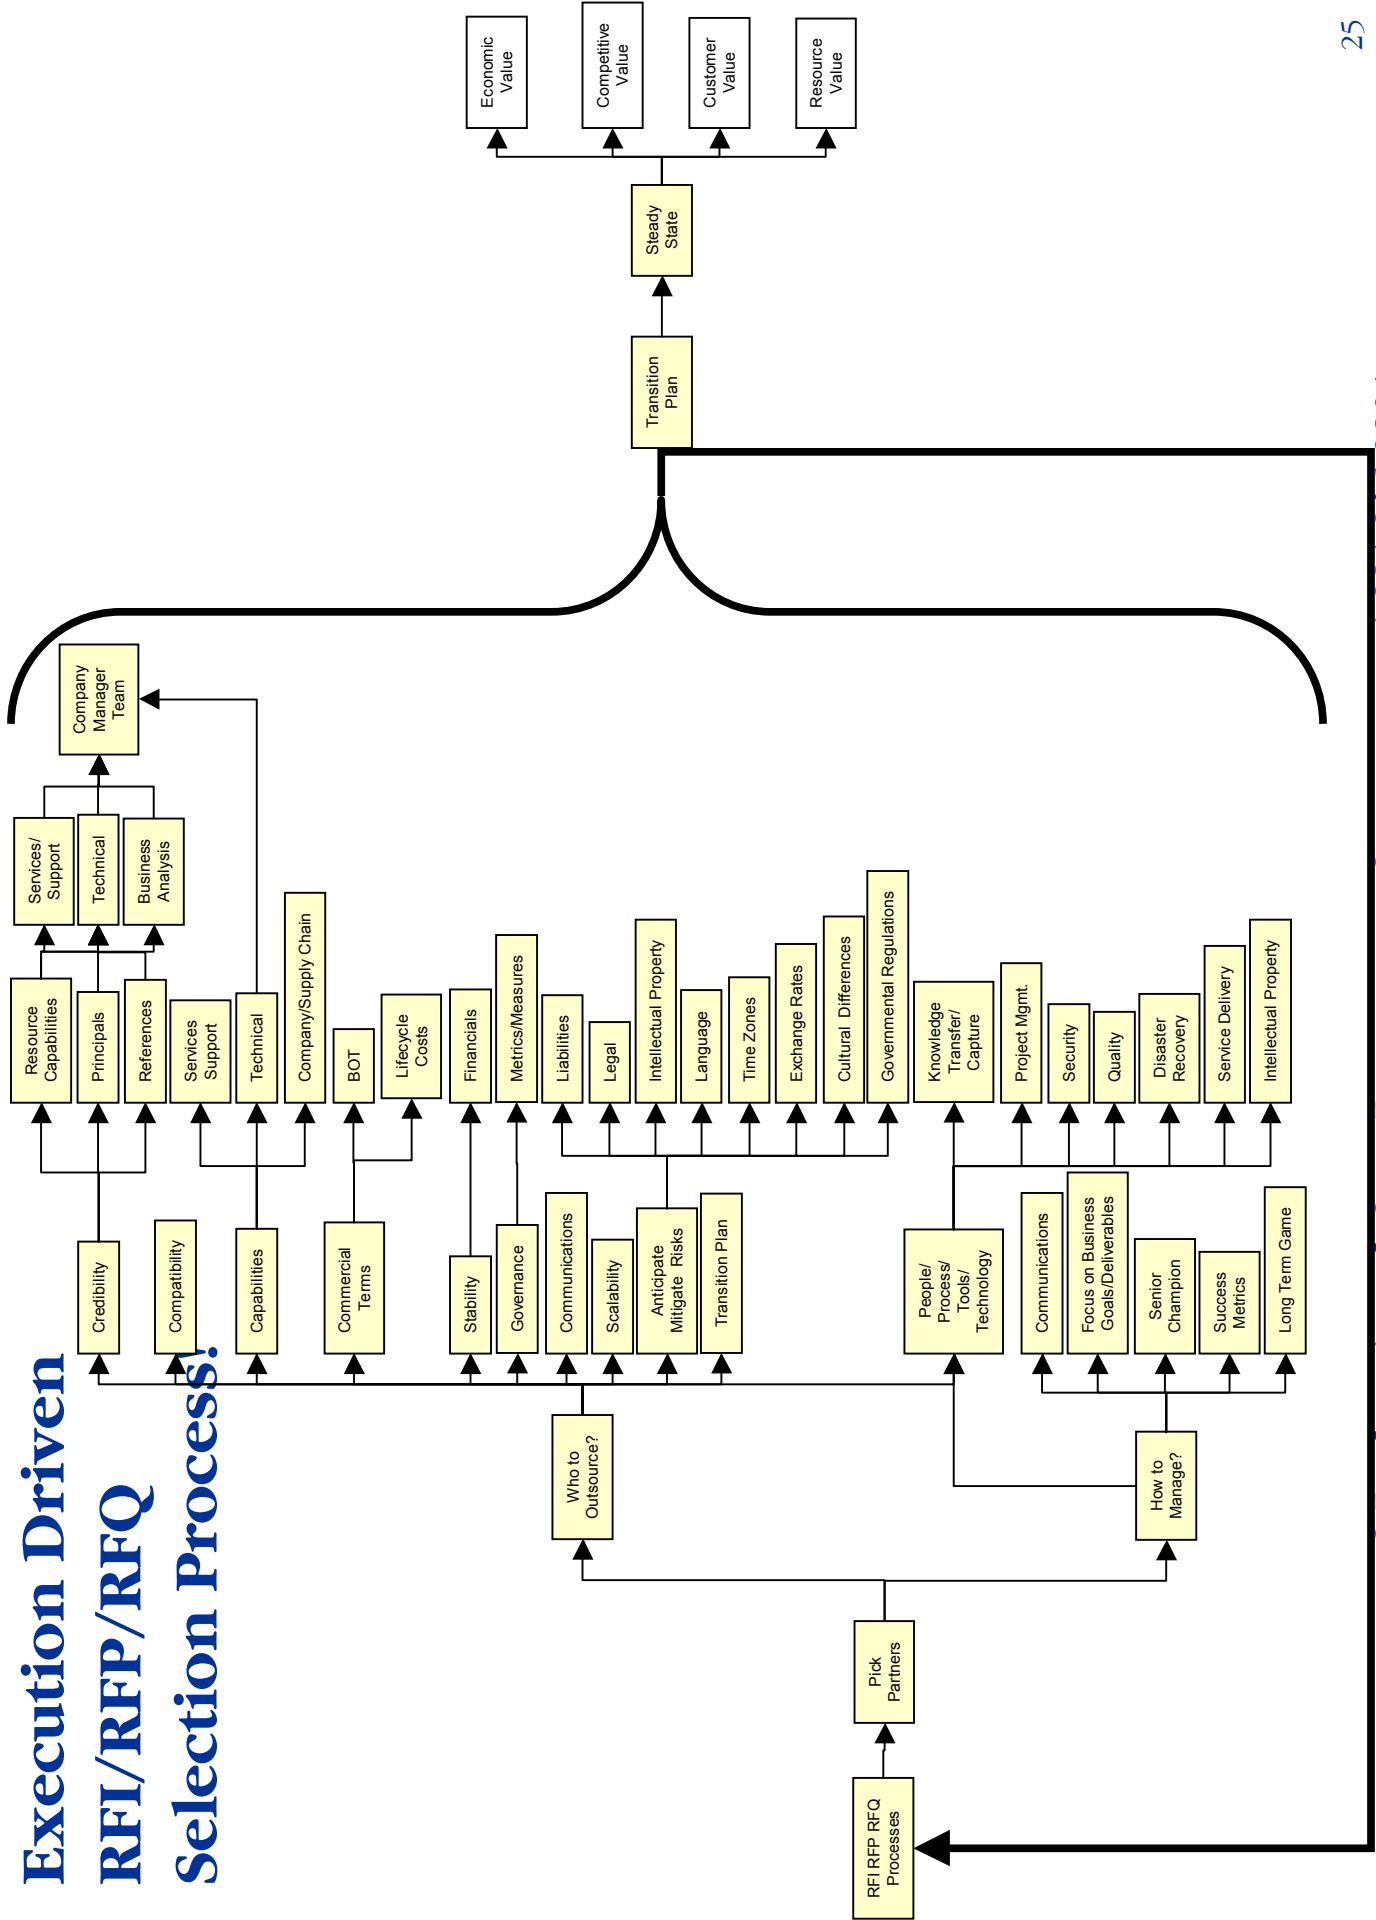 Execution Driven
RFI/RFP/RFQ
Selection Process!
RFI RFP RFQ
Processes
Pick
Partners
Who to
Outsource?
How to
Manage?
Credibility
Compatibility
Capabilities
Commercial
Terms
Stability
Governance
Communications
Scalability
Anticipate
Mitigate Risks
Transition Plan
People/
Process/
Tools/
Technology
Communications
Focus on Business
Goals/Deliverables
Senior
Champion
Success
Metrics
Long Term Game
Resource
Capabilities
Principals
References
Services
Support
Technical
Company/Supply Chain
BOT
Lifecycle
Costs
Financials
Metrics/Measures
Liabilities
Legal
Intellectual Property
Language
Time Zones
Exchange Rates
Cultural Differences
Governmental Regulations
Knowledge
Transfer/
Capture
Project Mgmt.
Security
Quality
Disaster
Recovery
Service Delivery
Intellectual Property
Services/
Support
Technical
Business
Analysis
Company
Manager
Team
Transition
Plan
Steady
State
Economic
Value
Competitive
Value
Customer
Value
Resource
Value
25